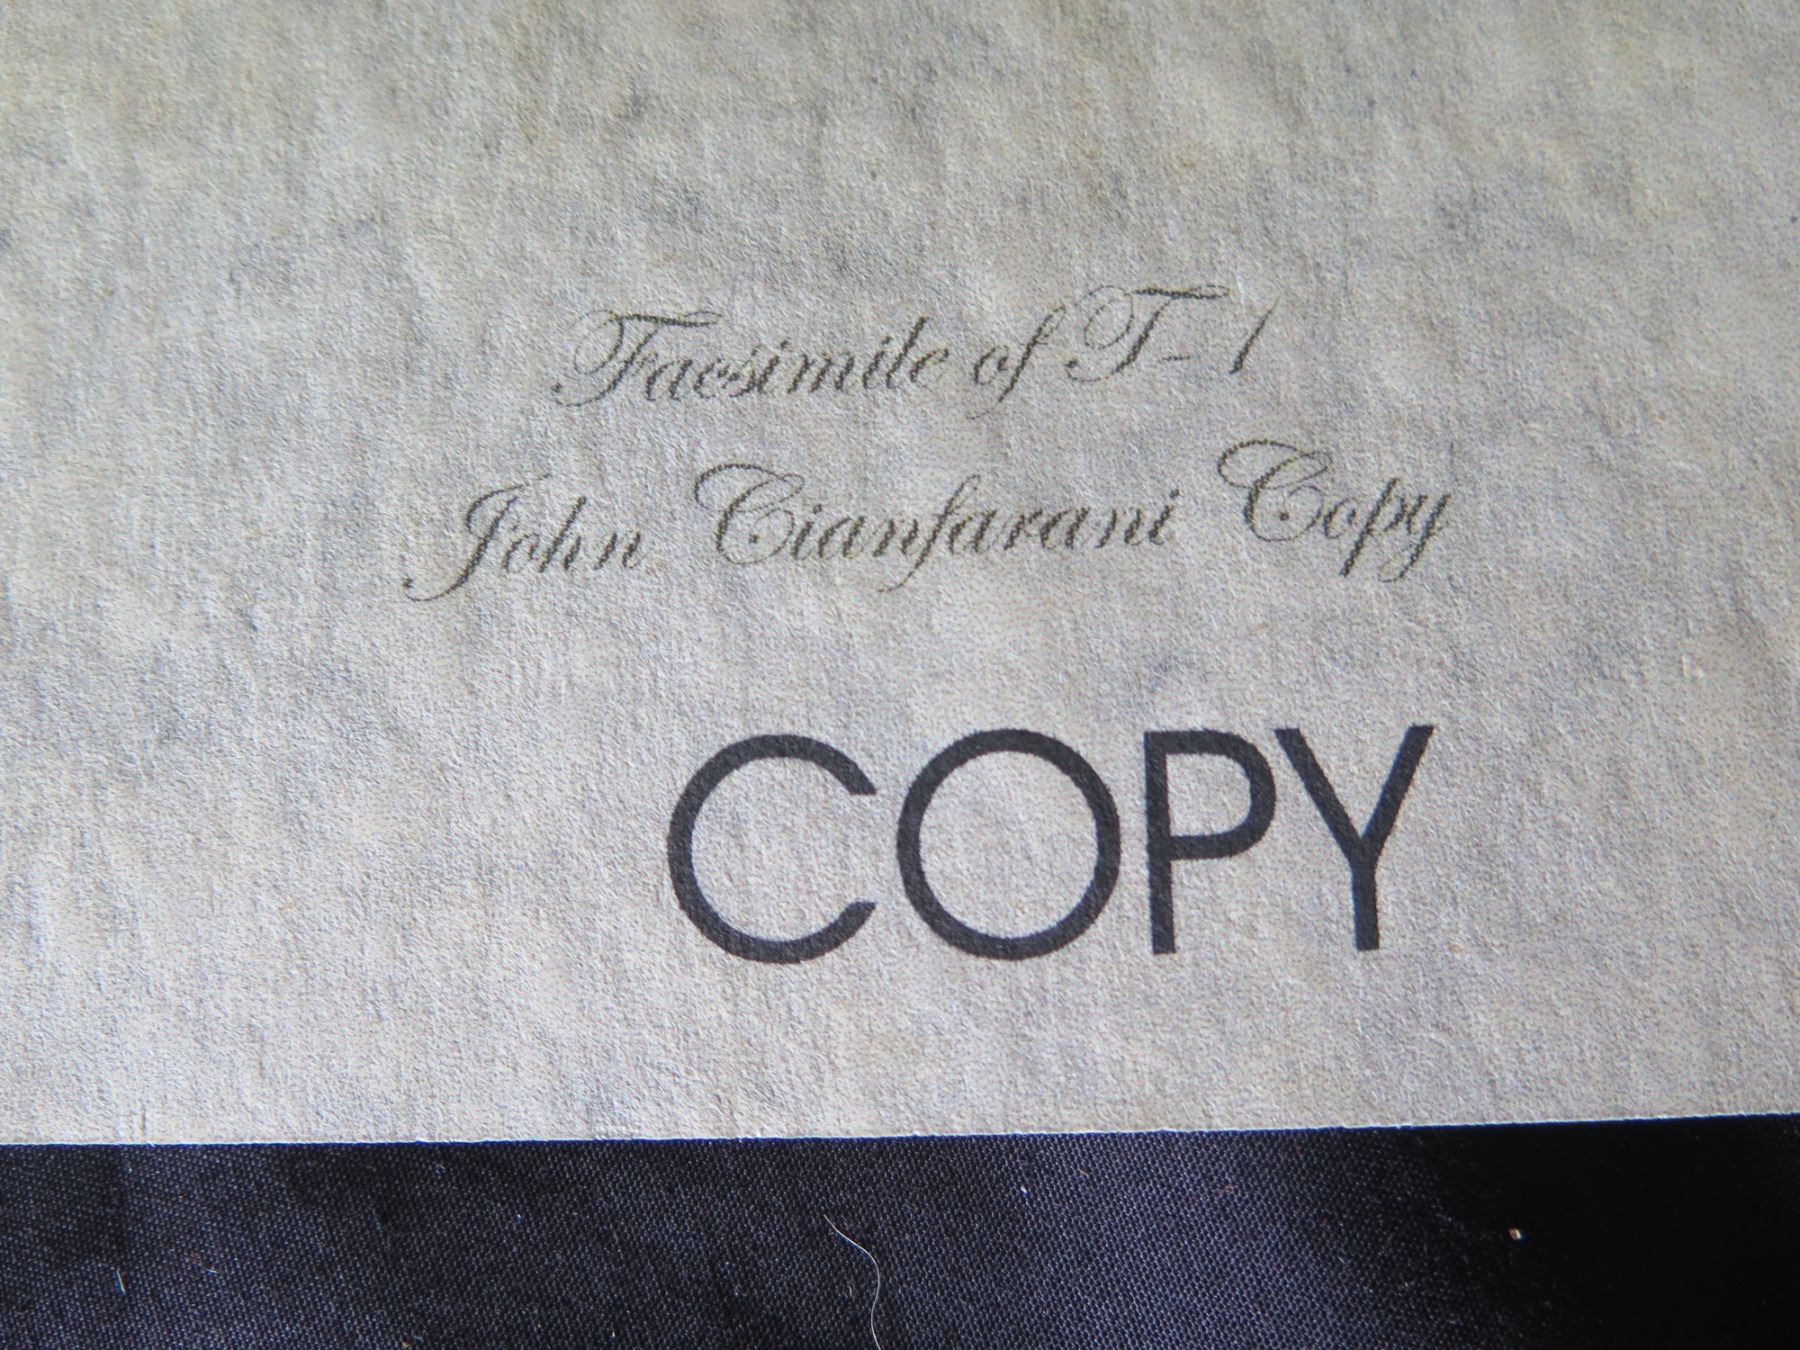 Facsimile of T-1
John Cianfarani Copy
COPY